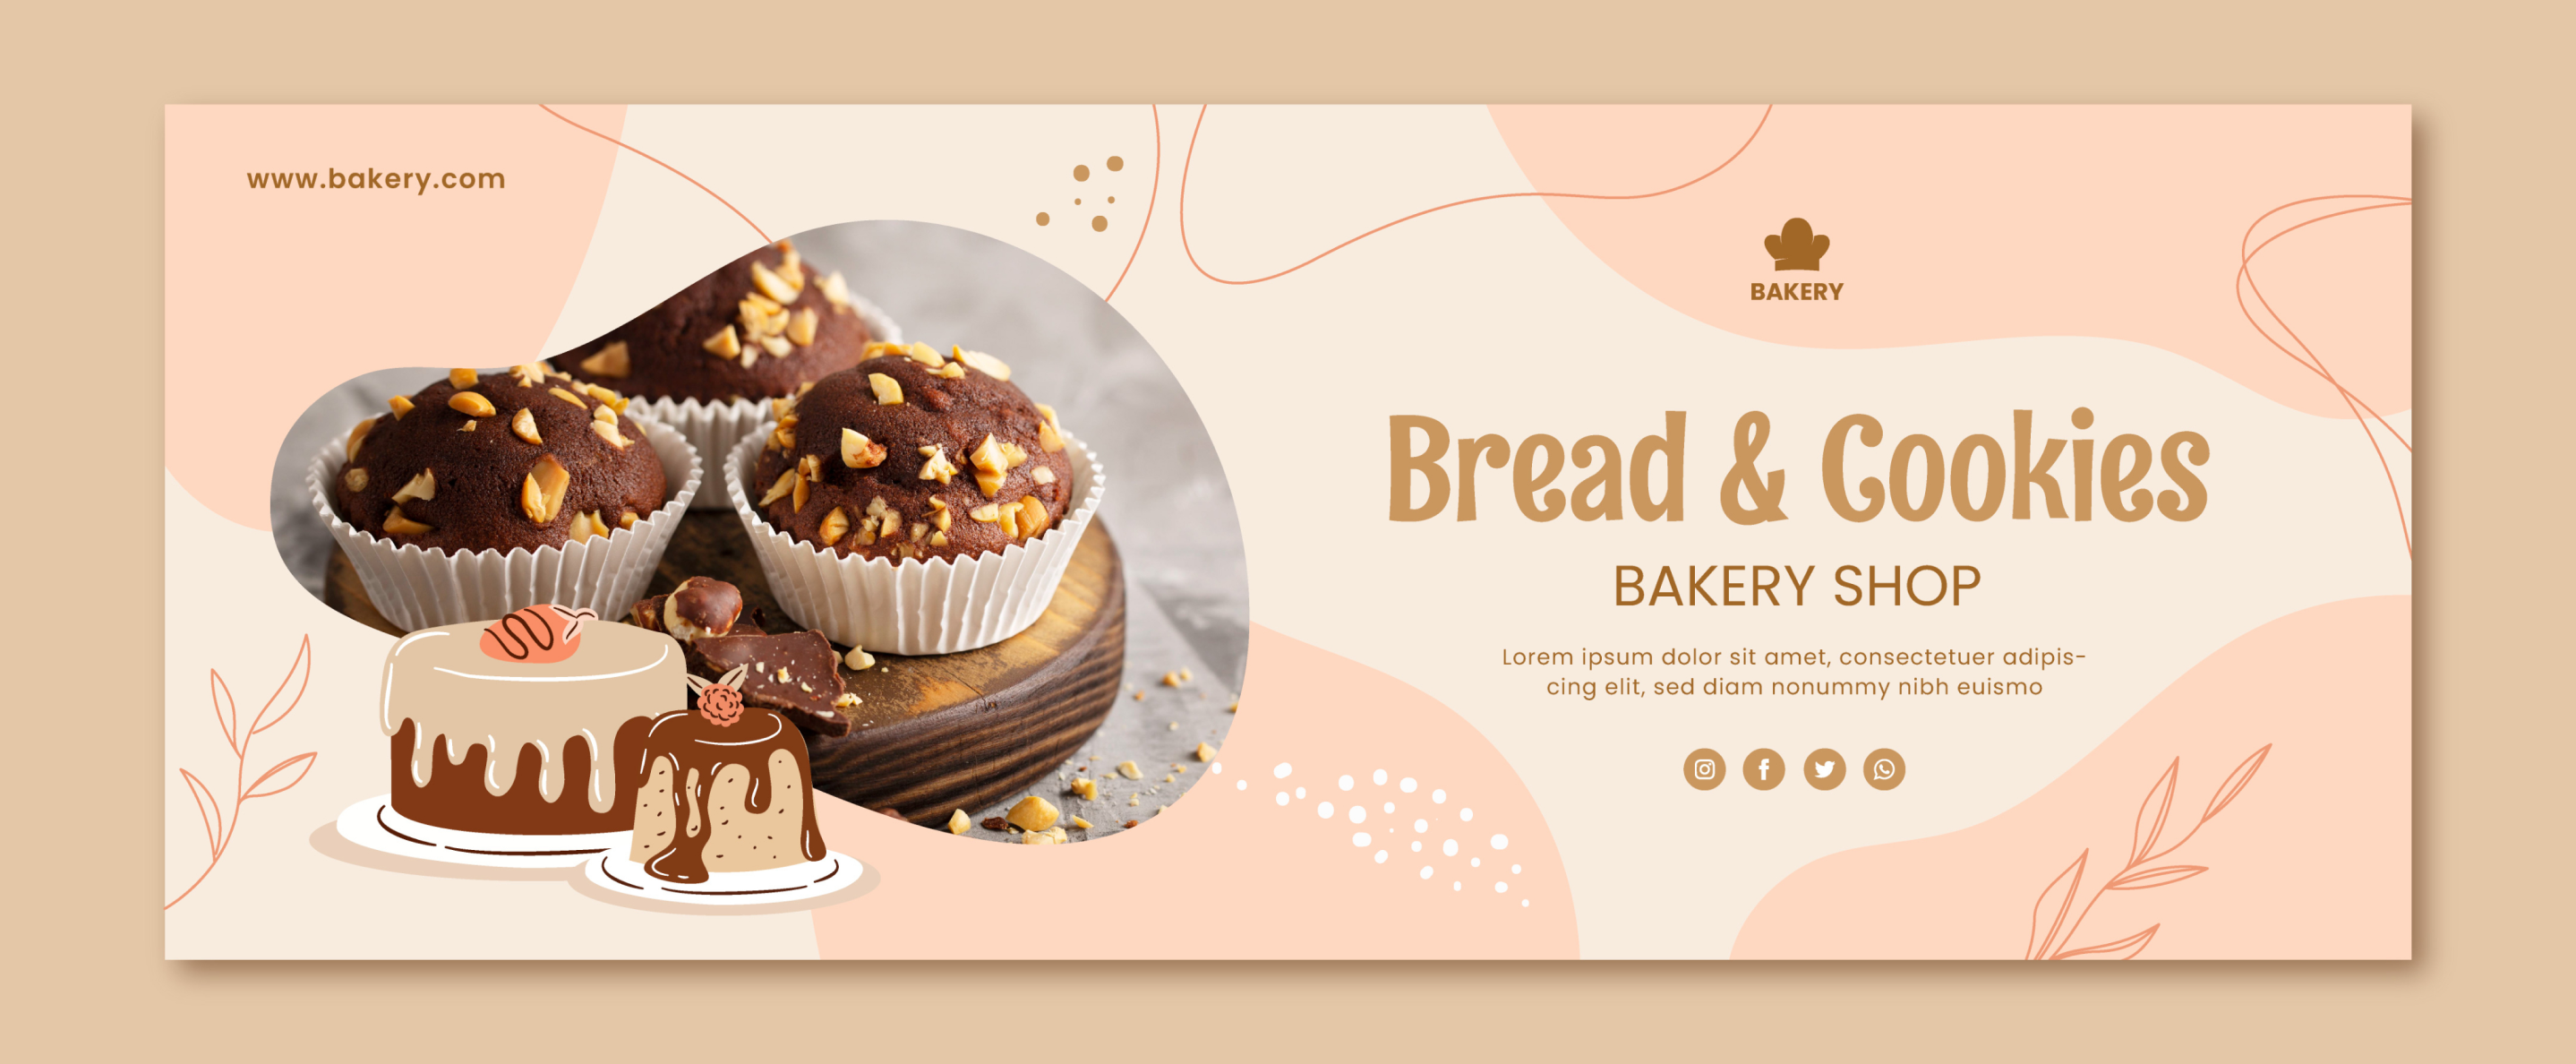 www.bakery.com
BAKERY
Bread & Cookies
BAKERY SHOP
Lorem ipsum dolor sit amet, consectetuer adipis-
cing elit, sed diam nonummy nibh euismo